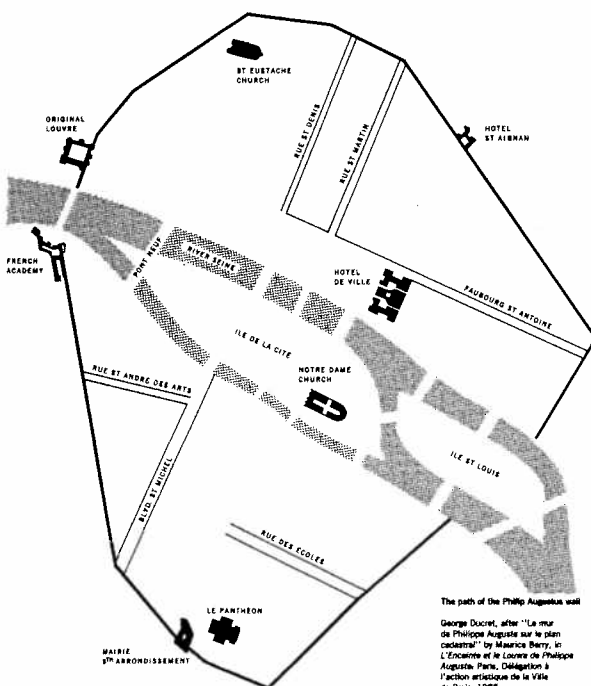 ST EUSTACHE
CHURCH
ORIGINAL
LOUVRE
RUE ST DENIS
RUE ST MARTIN
HOTEL
ST AIGNAN
FRENCH
ACADEMY
PONT NEUF
RIVER SEINE
HOTEL
DE VILLE
FAUBOURG ST ANTOINE
ILE DE LA CITE
NOTRE DAME
CHURCH
RUE ST ANDRE DES ARTS
BLVD. ST MICHEL
ILE ST LOUIS
RUE DES ECOLES
LE PANTHÉON
MAIRIE
5TH ARRONDISSEMENT
The path of the Philip Augustus wall
George Ducret, after "Le mur
de Philippe Auguste sur le plan
cadastral" by Maurice Berry, in
L'Enceinte et le Louvre de Philippe
Auguste. Paris, Délégation à
l'action artistique de la Ville
de Paris,